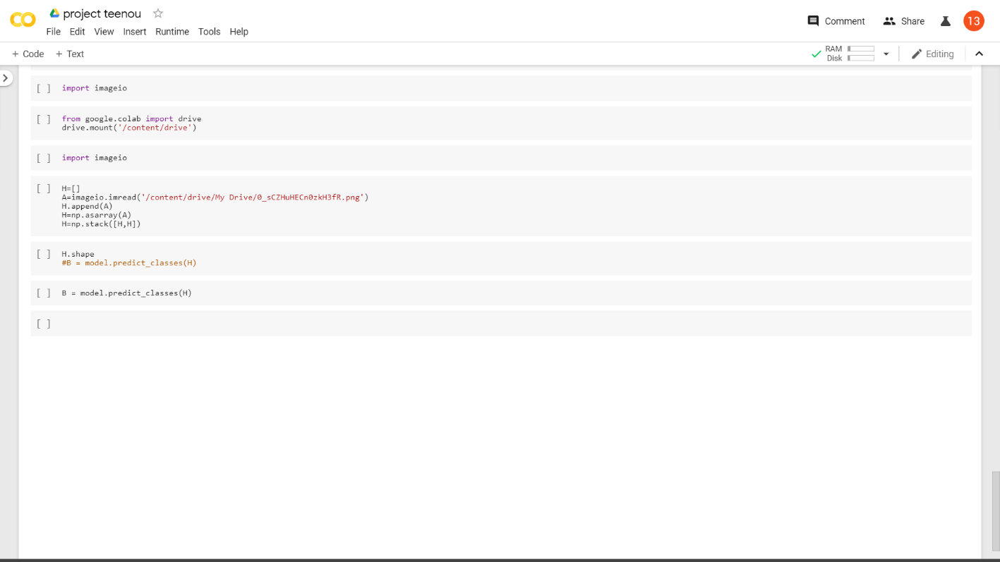 project teenou
File Edit View Insert Runtime Tools Help
Comment
Share
13
+ Code + Text
RAM
Disk
Editing
[ ] import imageio
[ ] from google.colab import drive
drive.mount('/content/drive')
[ ] import imageio
[ ] H=[]
A=imageio.imread('/content/drive/My Drive/0_sCZHuHECn0zkH3fR.png')
H.append(A)
H=np.asarray(A)
H=np.stack([H,H])
[ ] H.shape
#B = model.predict_classes(H)
[ ] B = model.predict_classes(H)
[ ]